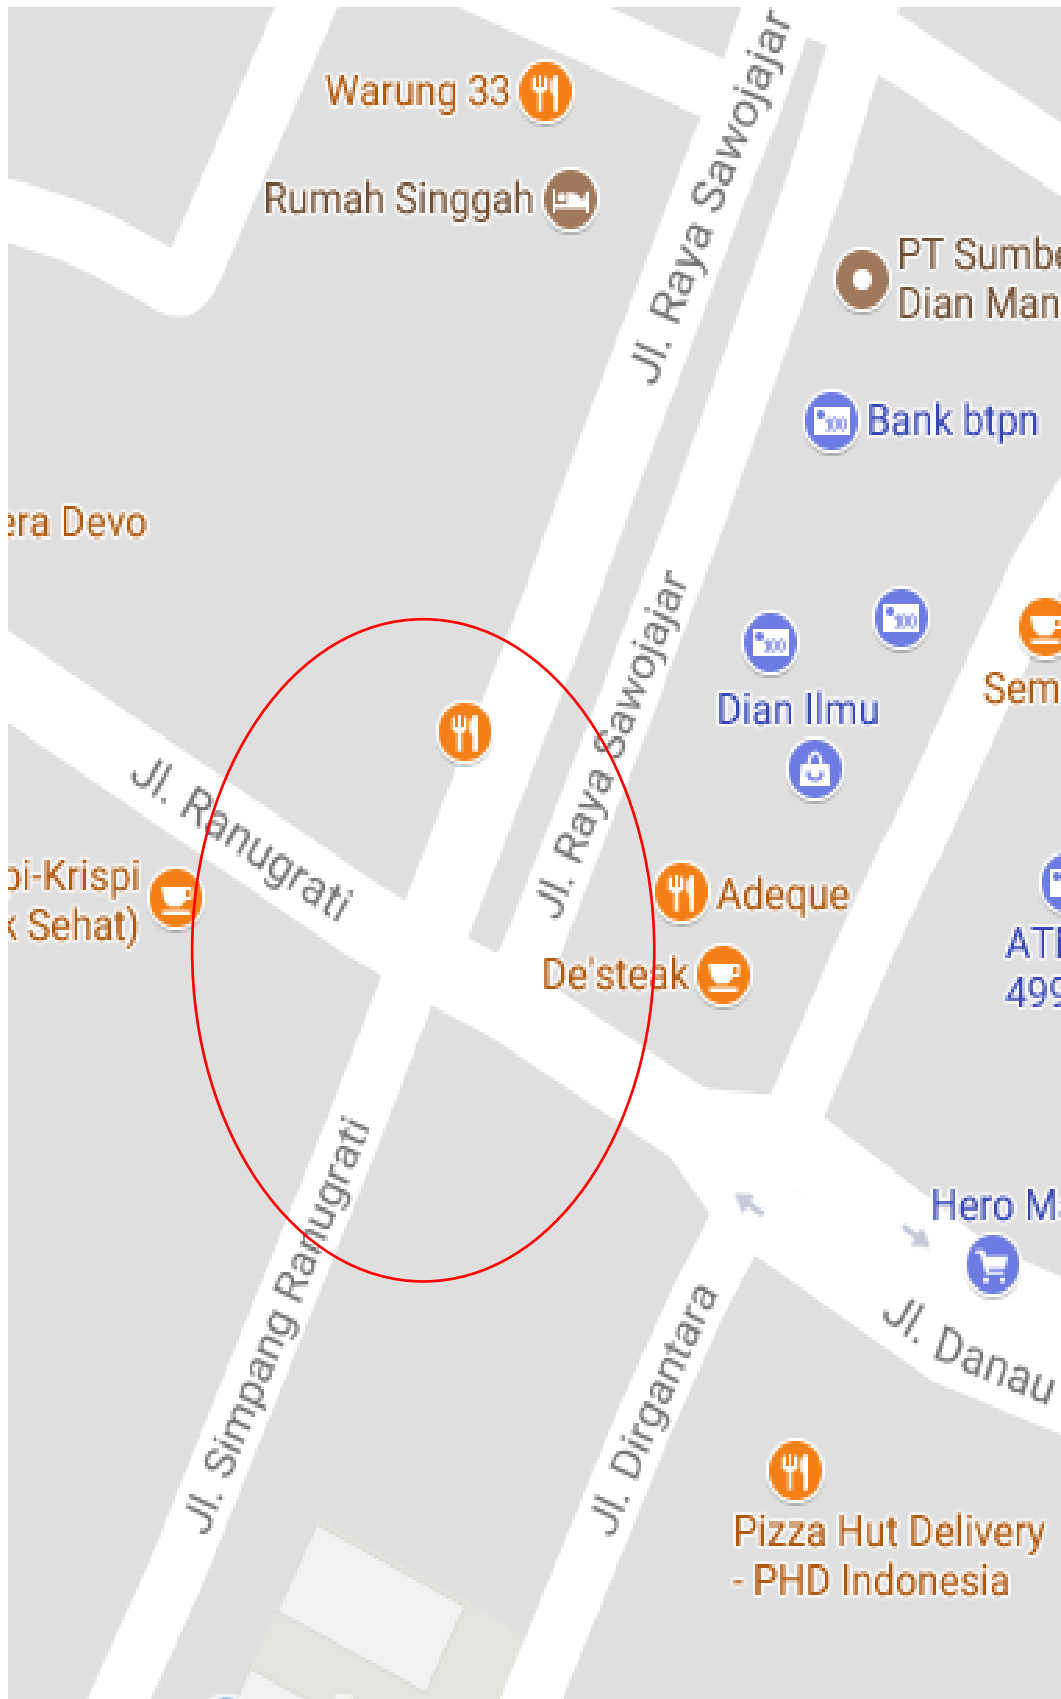 Warung 33
Jl. Raya Sawojajar
Rumah Singgah
PT Sumbe
Dian Man
Bank btpn
era Devo
Jl. Raya Sawojajar
Dian Ilmu
Sem
Jl. Ranugrati
pi-Krispi
k Sehat)
Adeque
De'steak
499
Jl. Simpang Ranugrati
Hero Ma
Jl. Dirgantara
Jl. Danau
Pizza Hut Delivery
- PHD Indonesia